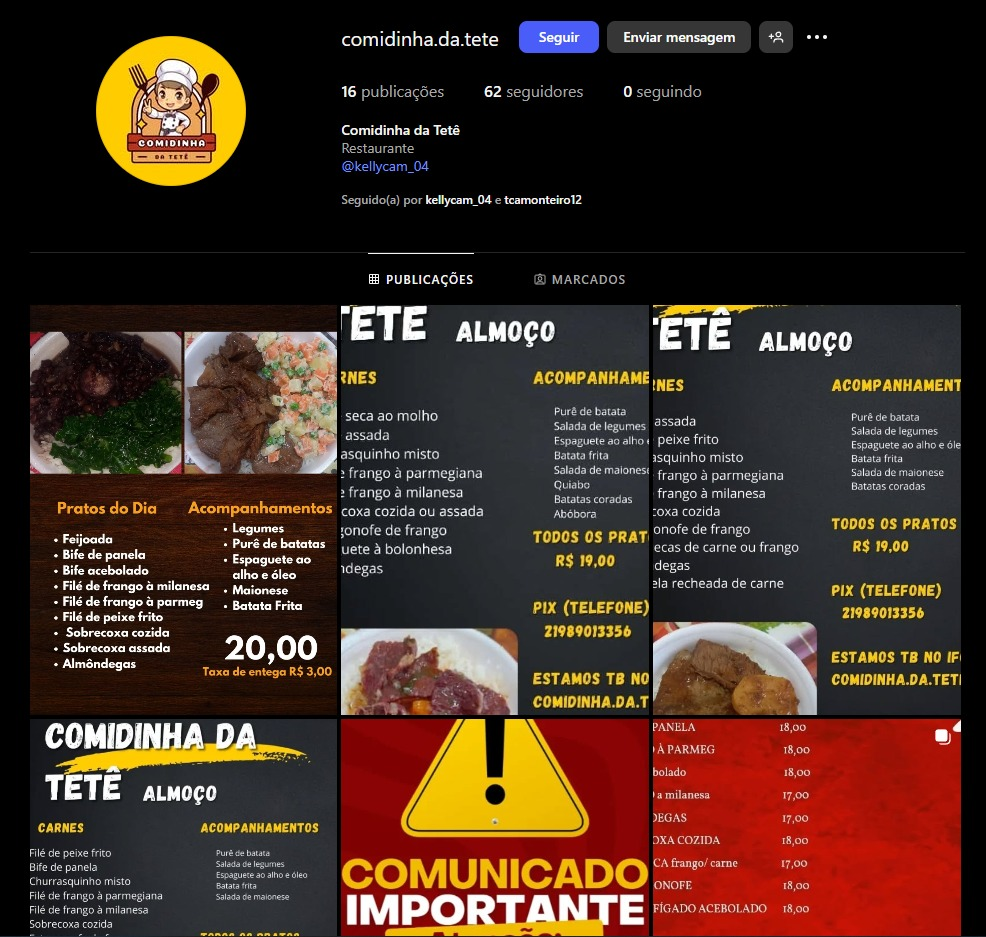 comidinha.da.tete
Seguir
Enviar mensagem
16 publicações
62 seguidores
0 seguindo
COMIDINHA
DA TETÊ
Comidinha da Tetê
Restaurante
@kellycam_04
Seguido(a) por kellycam_04 e tcamonteiro12
PUBLICAÇÕES
MARCADOS
Pratos do Dia
• Feijoada
• Bife de panela
• Bife acebolado
• Filé de frango à milanesa
• Filé de frango à parmeg
• Filé de peixe frito
• Sobrecoxa cozida
• Sobrecoxa assada
• Almôndegas
Acompanhamentos
• Legumes
• Purê de batatas
• Espaguete ao
alho e óleo
• Maionese
• Batata Frita
20,00
Taxa de entega R$ 3,00
TETE ALMOÇO
RNES
seca ao molho
assada
asquinho misto
e frango à parmegiana
e frango à milanesa
coxa cozida ou assada
gonofe de frango
uete à bolonhesa
ndegas
ACOMPANHAME
Purê de batata
Salada de legumes
Espaguete ao alho e
Batata frita
Salada de maionese
Quiabo
Batatas coradas
Abóbora
TODOS OS PRAT
R$ 19,00
PIX (TELEFONE)
21989013356
ESTAMOS TB NO
COMIDINHA.DA.T
TETÊ ALMOÇO
RNES
assada
peixe frito
asquinho misto
e frango à parmegiana
e frango à milanesa
coxa cozida
gonofe de frango
ecas de carne ou frango
degas
ela recheada de carne
ACOMPANHAMENT
Purê de batata
Salada de legumes
Espaguete ao alho e óle
Batata frita
Salada de maionese
Batatas coradas
TODOS OS PRATOS
R$ 19,00
PIX (TELEFONE)
21989013356
ESTAMOS TB NO IF
COMIDINHA.DA.TET
COMIDINHA DA
TETÊ ALMOÇO
CARNES
Filé de peixe frito
Bife de panela
Churrasquinho misto
Filé de frango à parmegiana
Filé de frango à milanesa
Sobrecoxa cozida
ACOMPANHAMENTOS
Purê de batata
Salada de legumes
Espaguete ao alho e óleo
Batata frita
Salada de maionese
COMUNICADO
IMPORTANTE
PANELA 18,00
À PARMEG 18,00
bolado 18,00
a milanesa 17,00
DEGAS 17,00
OXA COZIDA 18,00
CA frango/ carne 17,00
ONOFE 18,00
FÍGADO ACEBOLADO 18,00